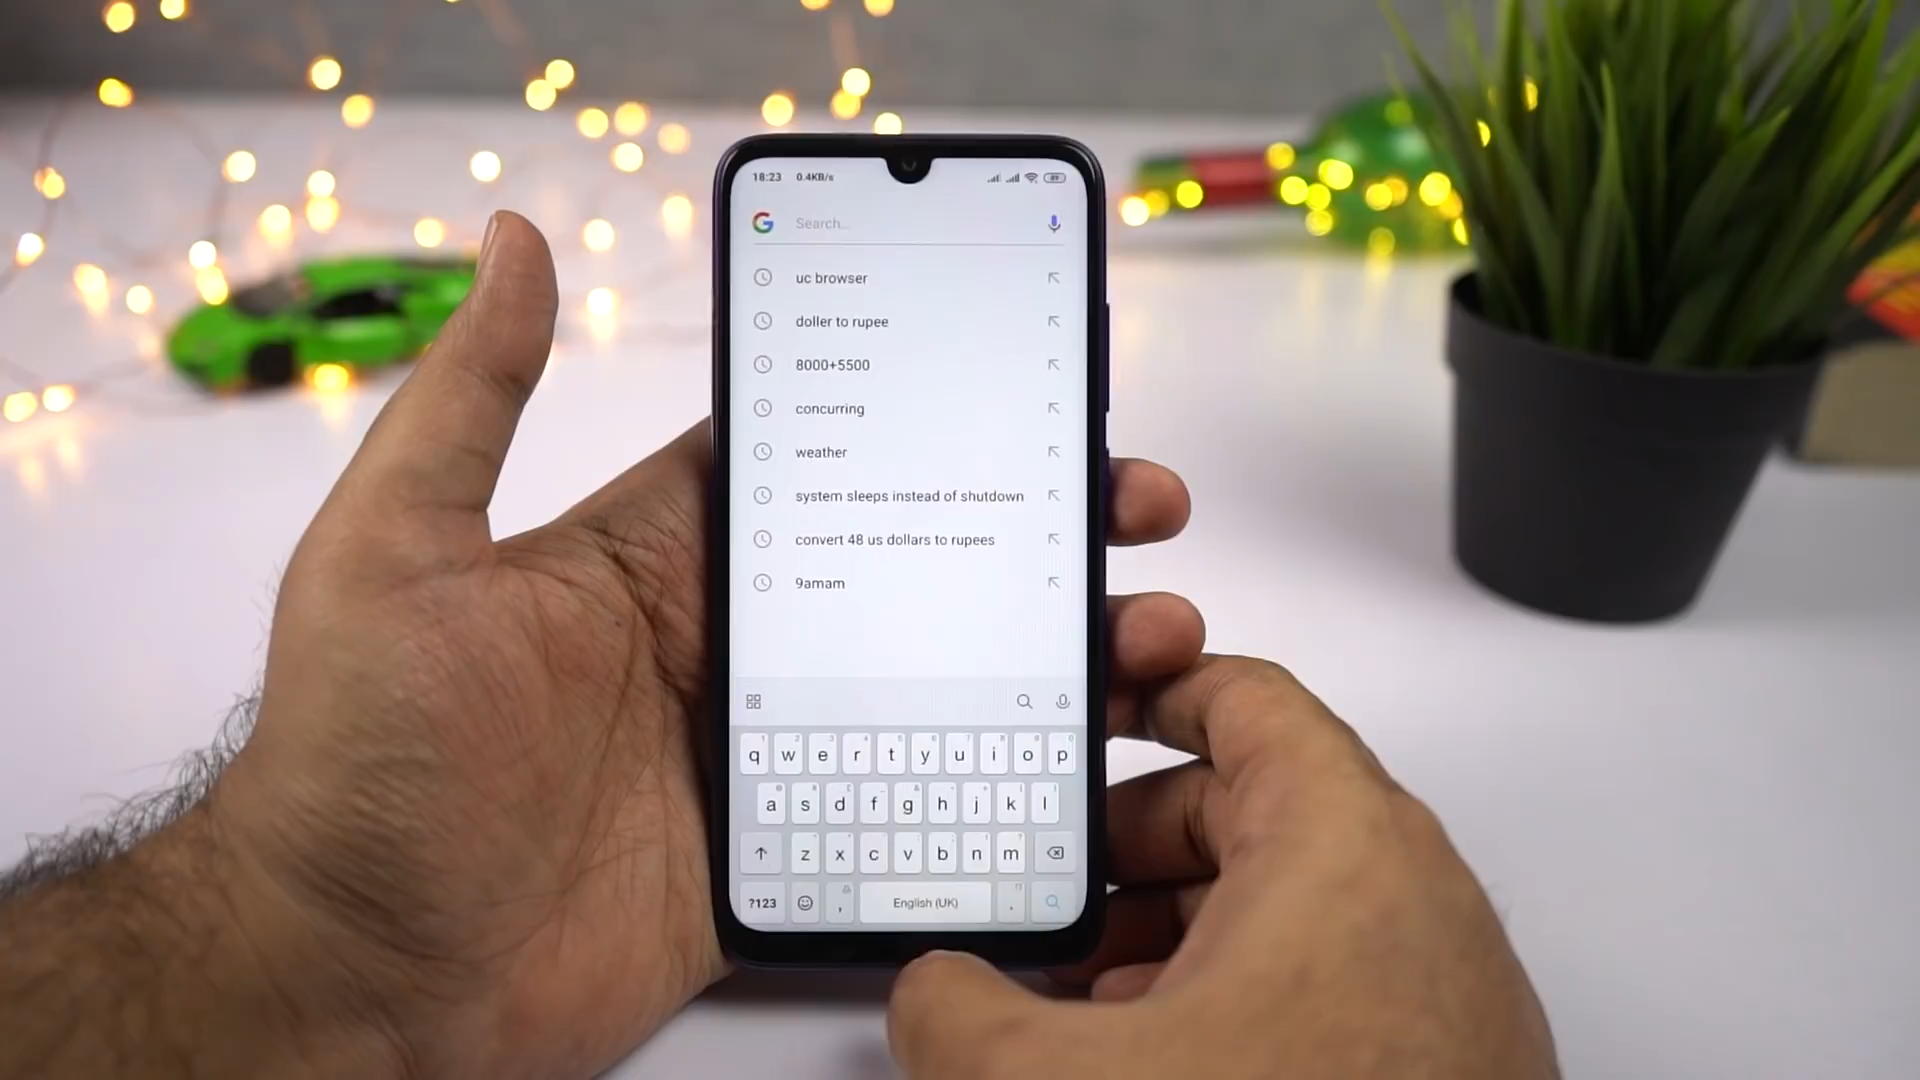 18:23 0.4KB/s 89
Search...
uc browser
doller to rupee
8000+5500
concurring
weather
system sleeps instead of shutdown
convert 48 us dollars to rupees
9amam
q w e r t y u i o p
a s d f g h j k l
z x c v b n m
?123 , English (UK) .